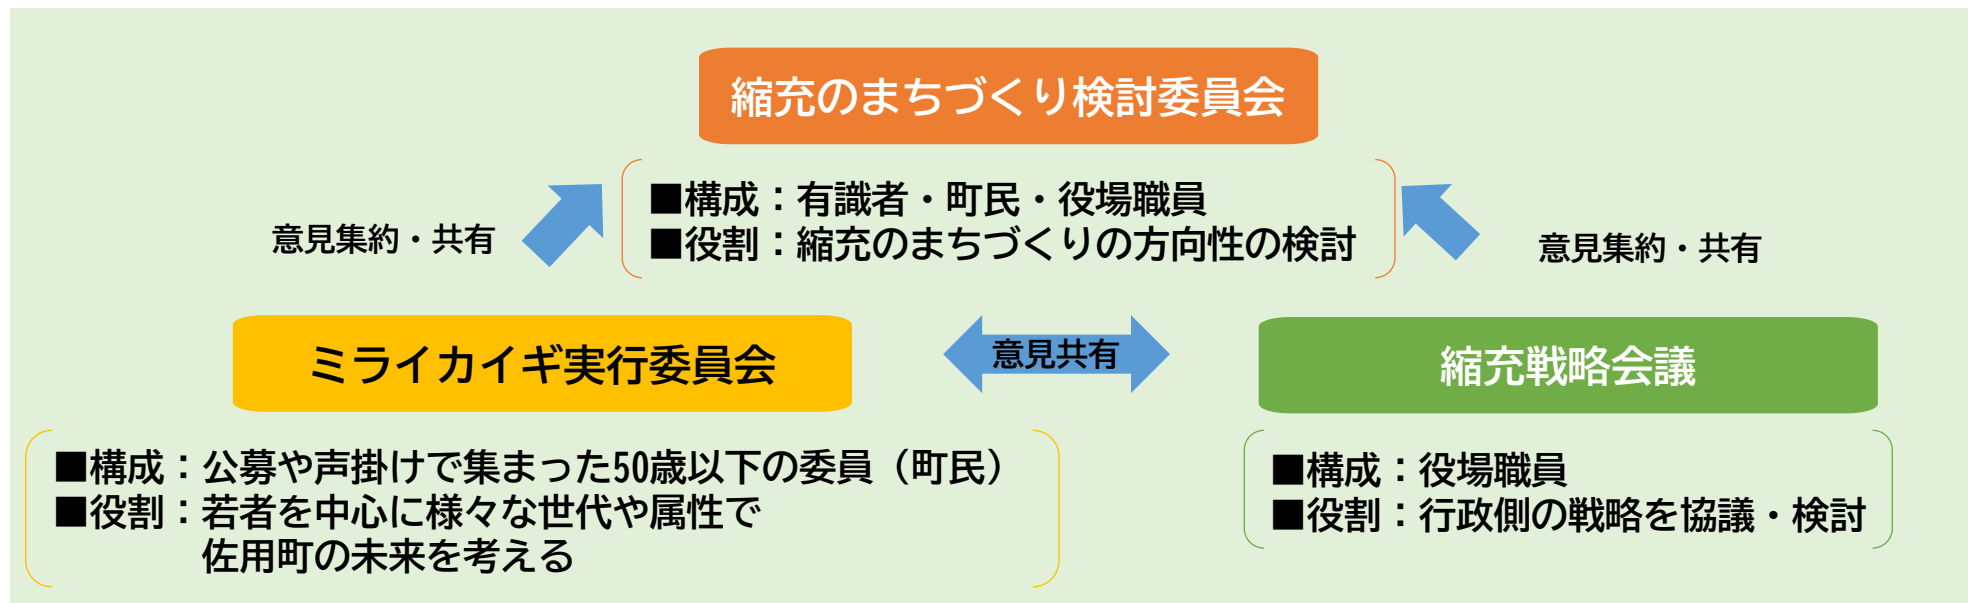 縮充のまちづくり検討委員会
■構成：有識者・町民・役場職員
■役割：縮充のまちづくりの方向性の検討
意見集約・共有
意見集約・共有
ミライカイギ実行委員会
意見共有
縮充戦略会議
■構成：公募や声掛けで集まった50歳以下の委員（町民）
■役割：若者を中心に様々な世代や属性で
佐用町の未来を考える
■構成：役場職員
■役割：行政側の戦略を協議・検討